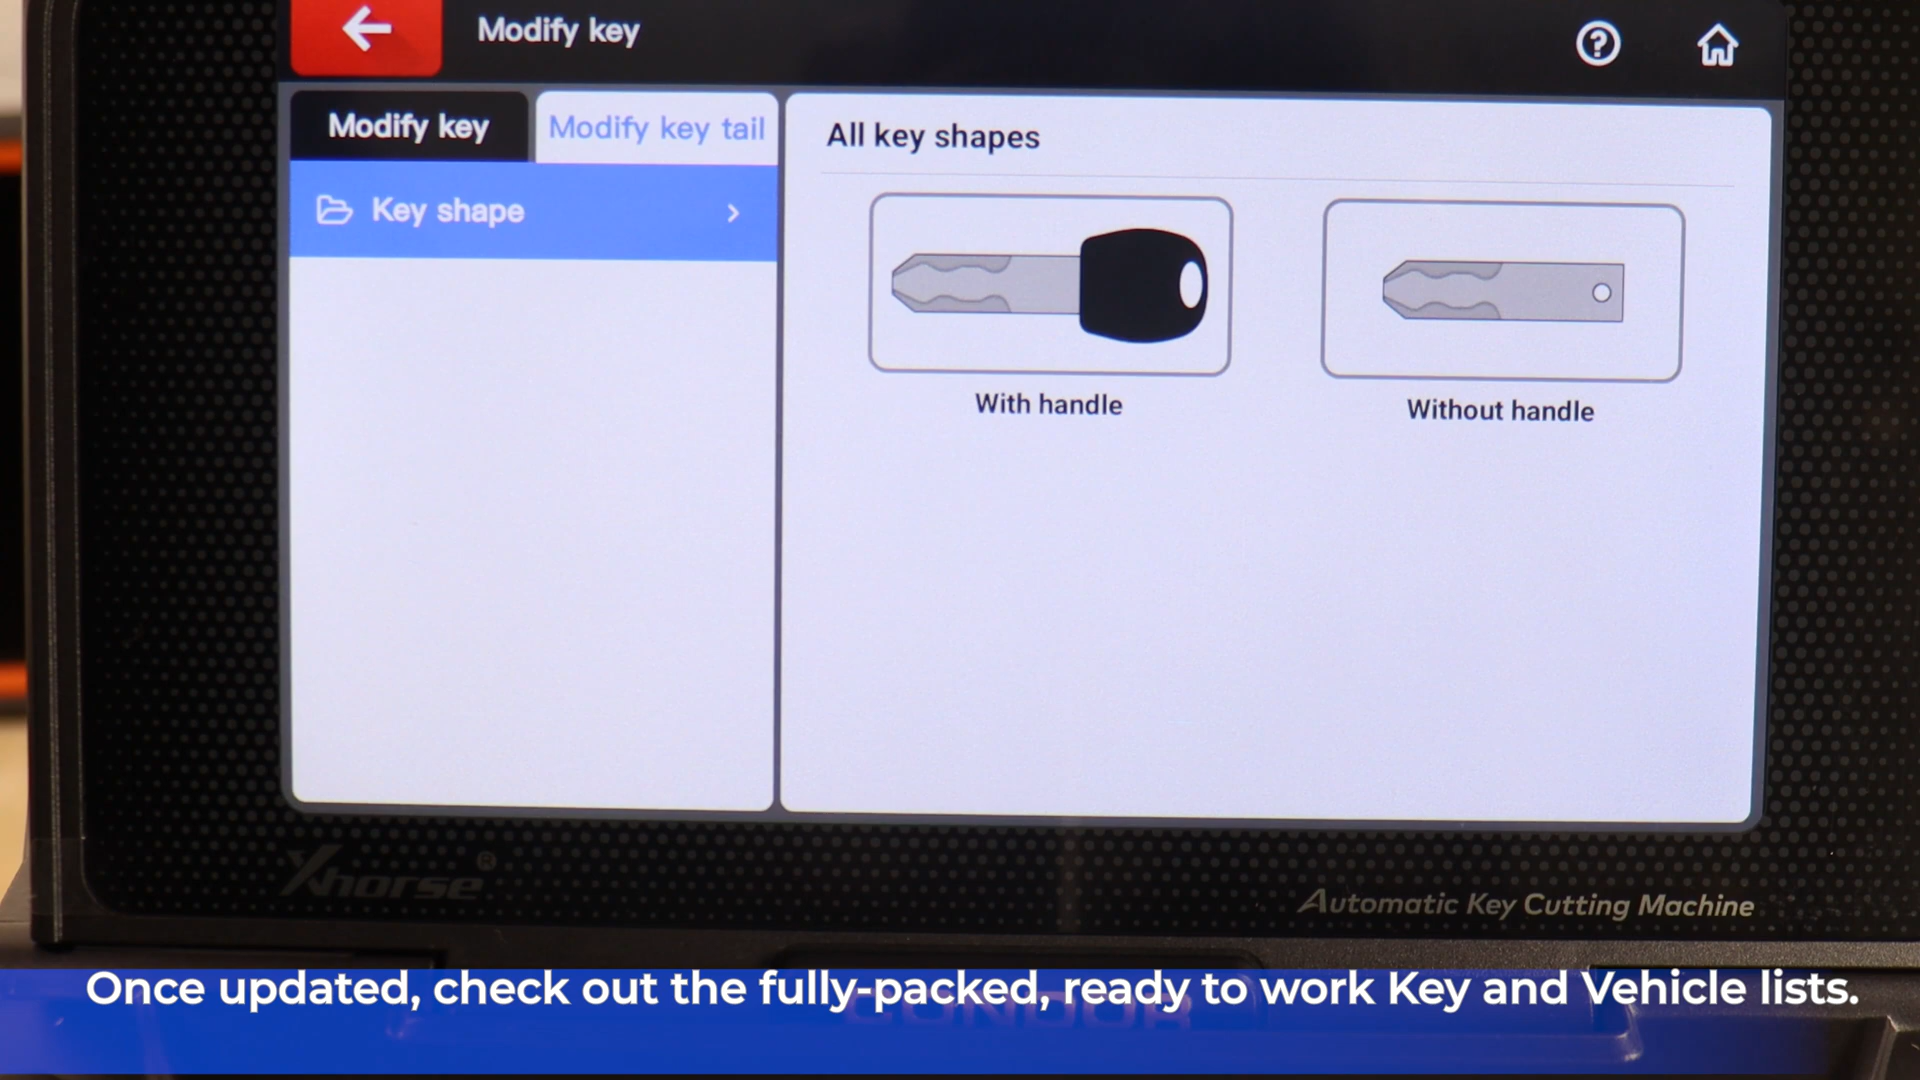 Modify key
Modify key
Modify key tail
Key shape
All key shapes
With handle
Without handle
Xhorse®
Automatic Key Cutting Machine
Once updated, check out the fully-packed, ready to work Key and Vehicle lists.
CONDOR